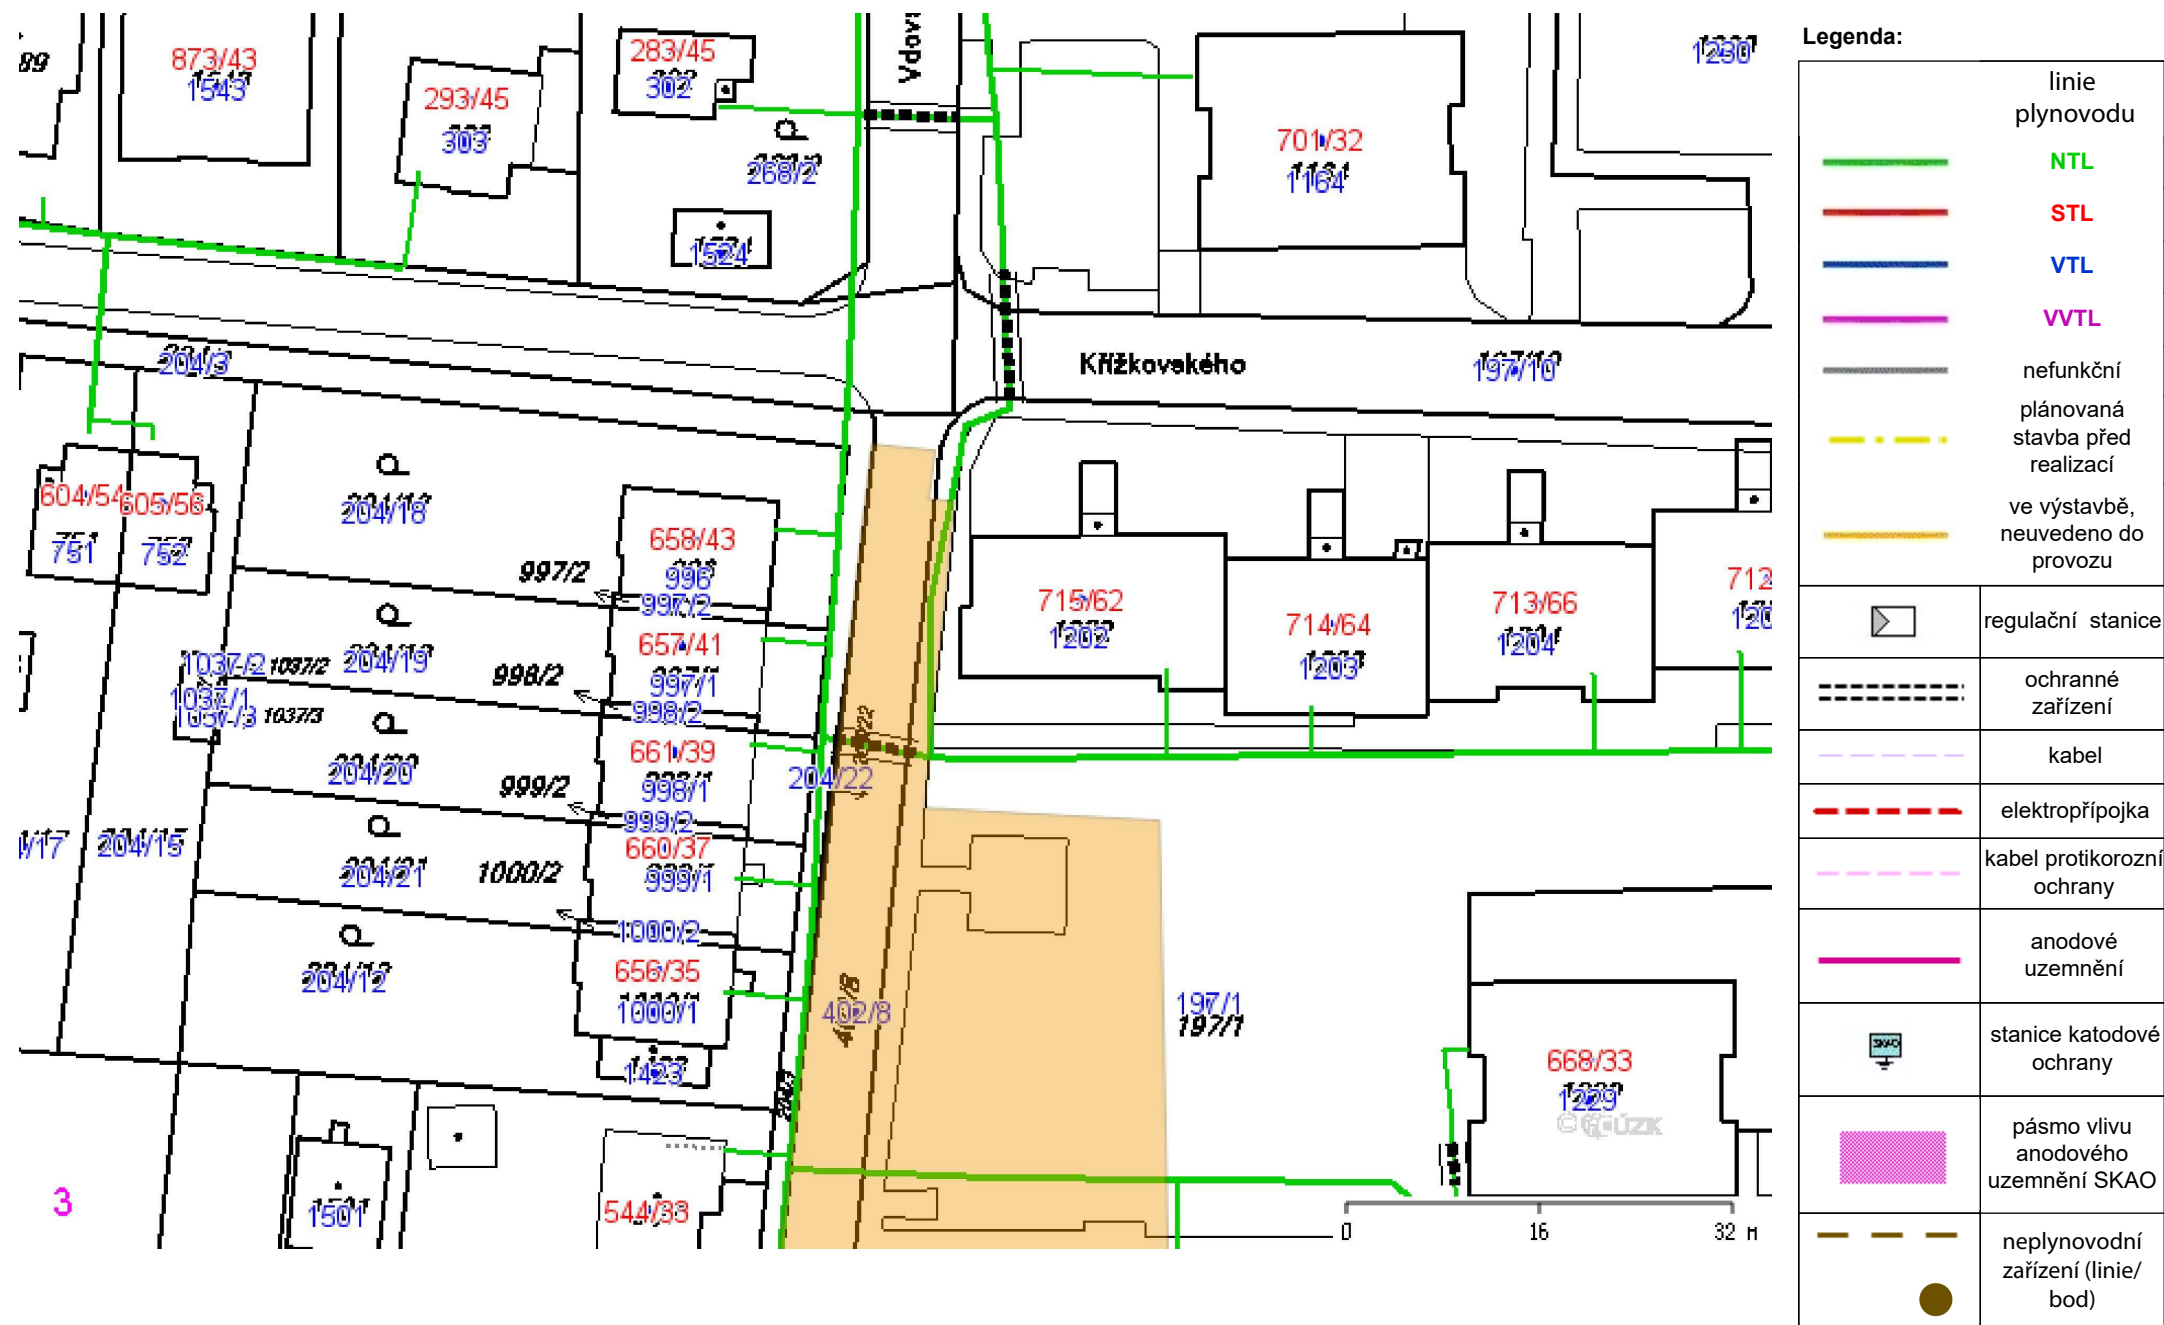 89
873/43
1543
293/45
303
283/45
302
268/2
1524
701/32
1164
1230
204/3
Křížkovského
197/10
604/54
605/56
751
752
204/18
997/2
658/43
996
997/2
657/41
997/1
1037/2
1037/2
204/19
1037/1
1037/3
1037/3
998/2
998/2
661/39
998/1
204/20
999/2
999/2
204/22
660/37
999/1
204/15
204/21
1000/2
1000/2
656/35
1000/1
204/12
1423
402/8
715/62
1202
714/64
1203
713/66
1204
197/1
197/1
668/33
1229
3
1501
544/33
0 16 32 M
Legenda:
linie
plynovodu
NTL
STL
VTL
VVTL
nefunkční
plánovaná
stavba před
realizací
ve výstavbě,
neuvedeno do
provozu
regulační stanice
ochranné
zařízení
kabel
elektropřípojka
kabel protikorozní
ochrany
anodové
uzemnění
SKAO
stanice katodové
ochrany
pásmo vlivu
anodového
uzemnění SKAO
neplynovodní
zařízení (linie/
bod)